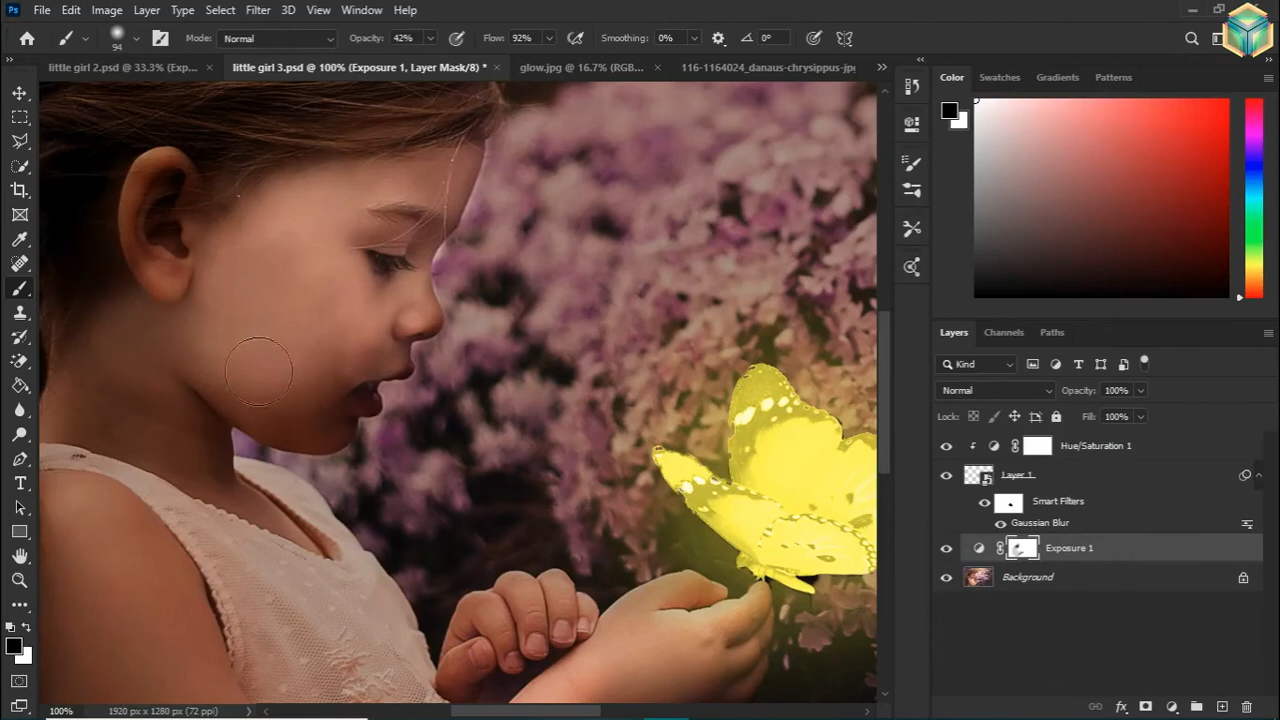 Ps File Edit Image Layer Type Select Filter 3D View Window Help
94 Mode: Normal Opacity: 42% Flow: 92% Smoothing: 0% 0°
little girl 2.psd @ 33.3% (Exp... × little girl 3.psd @ 100% (Exposure 1, Layer Mask/8) * × glow.jpg @ 16.7% (RGB... × 116-1164024_danaus-chrysippus-jpg
Color Swatches Gradients Patterns
Layers Channels Paths
Kind
Normal Opacity: 100%
Lock: Fill: 100%
Hue/Saturation 1
Layer 1
Smart Filters
Gaussian Blur
Exposure 1
Background
100% 1920 px x 1280 px (72 ppi)